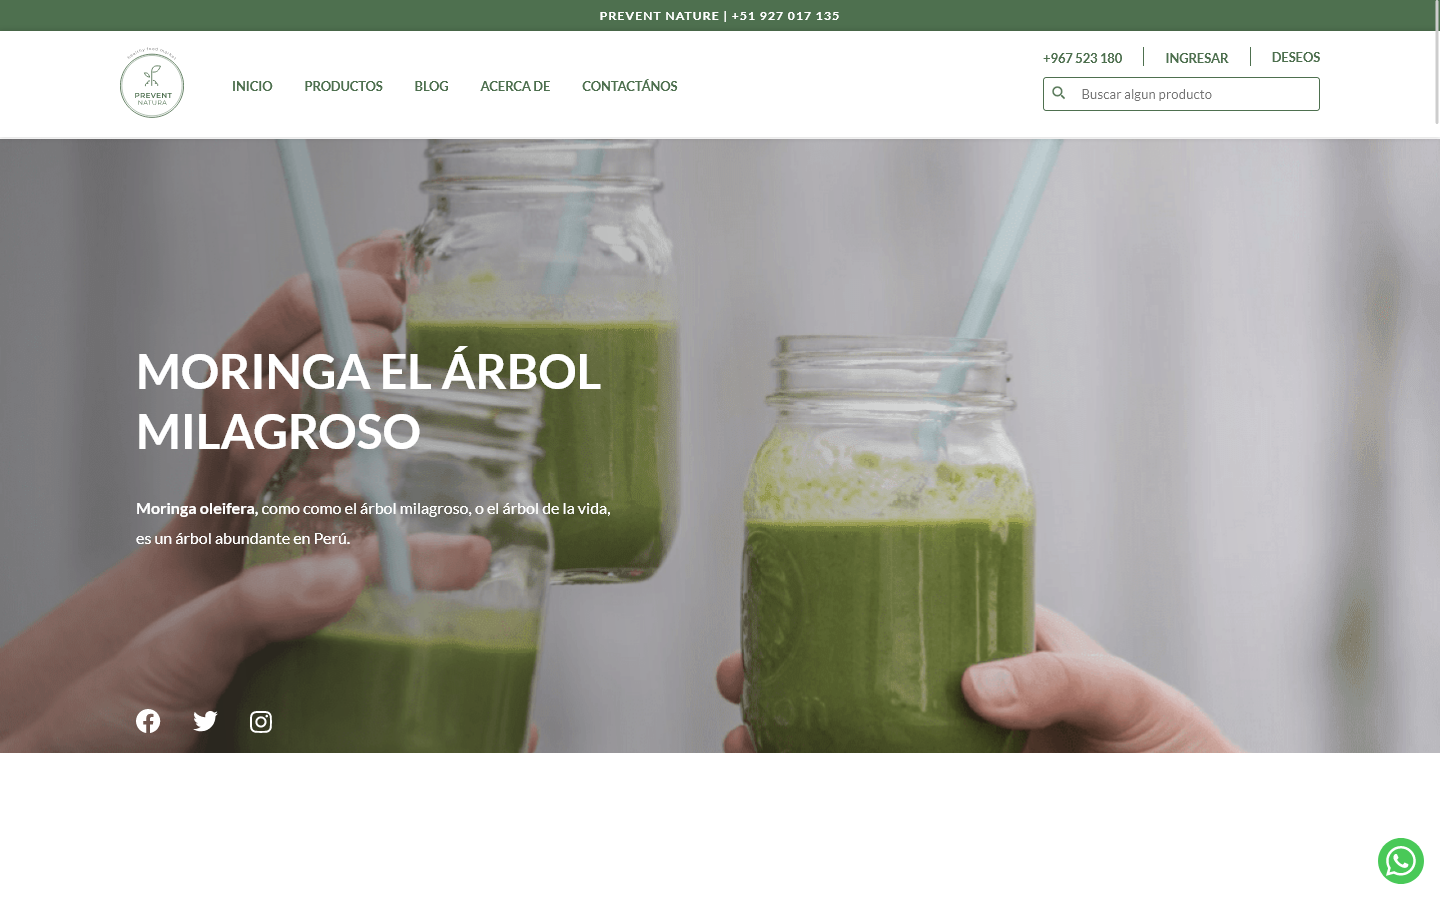 PREVENT NATURE | +51 927 017 135
healthy food market
PREVENT
NATURA
INICIO
PRODUCTOS
BLOG
ACERCA DE
CONTACTÁNOS
+967 523 180
INGRESAR
DESEOS
Buscar algun producto
MORINGA EL ÁRBOL
MILAGROSO
Moringa oleifera, como como el árbol milagroso, o el árbol de la vida,
es un árbol abundante en Perú.